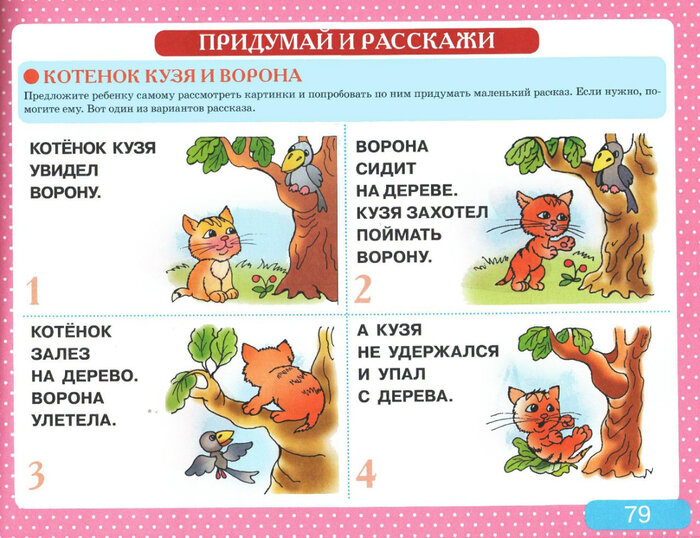 ПРИДУМАЙ И РАССКАЖИ
КОТЕНОК КУЗЯ И ВОРОНА
Предложите ребенку самому рассмотреть картинки и попробовать по ним придумать маленький рассказ. Если нужно, по-
могите ему. Вот один из вариантов рассказа.
КОТЁНОК КУЗЯ
УВИДЕЛ
ВОРОНУ.
1
ВОРОНА
СИДИТ
НА ДЕРЕВЕ.
КУЗЯ ЗАХОТЕЛ
ПОЙМАТЬ
ВОРОНУ.
2
КОТЁНОК
ЗАЛЕЗ
НА ДЕРЕВО.
ВОРОНА
УЛЕТЕЛА.
3
А КУЗЯ
НЕ УДЕРЖАЛСЯ
И УПАЛ
С ДЕРЕВА.
4
79